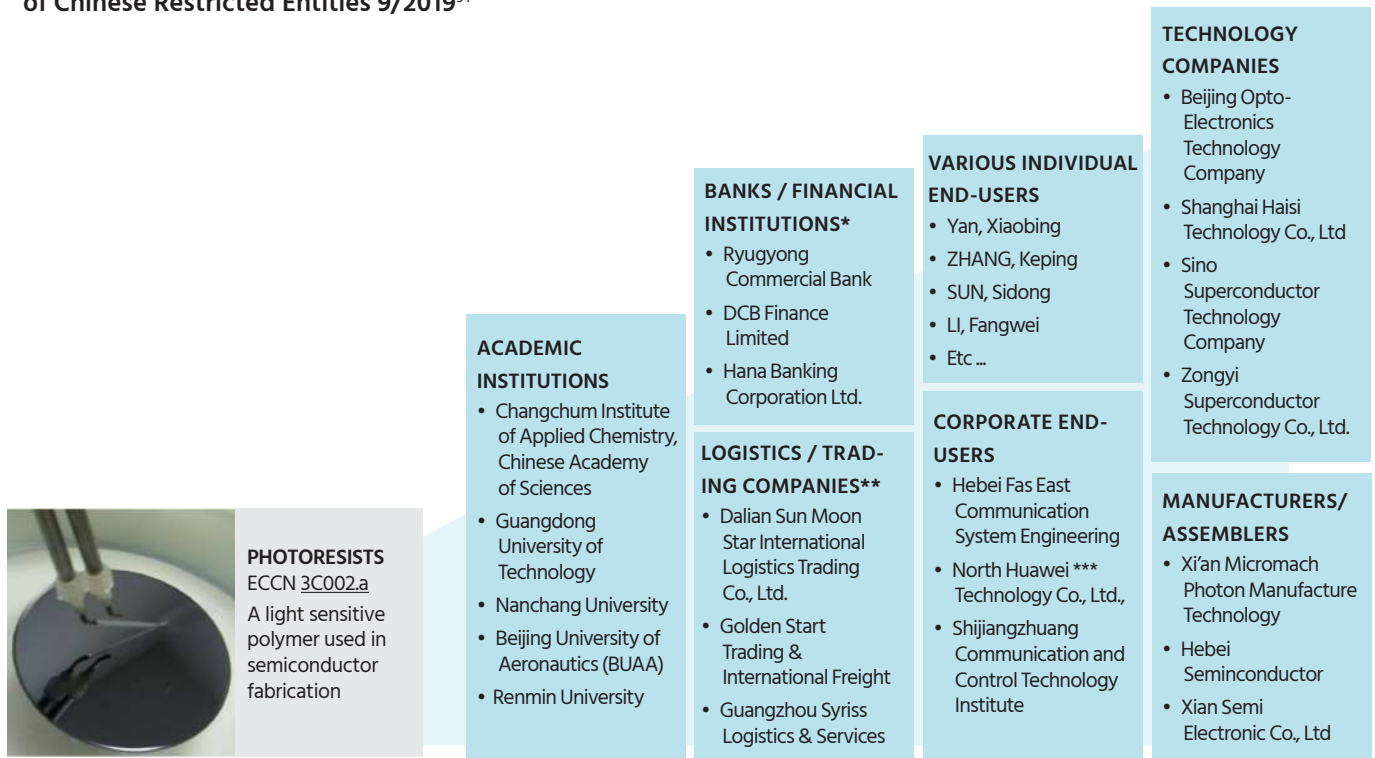 of Chinese Restricted Entities 9/2019
PHOTORESISTS
ECCN 3C002.a
A light sensitive
polymer used in
semiconductor
fabrication
ACADEMIC
INSTITUTIONS
• Changchum Institute
of Applied Chemistry,
Chinese Academy
of Sciences
• Guangdong
University of
Technology
• Nanchang University
• Beijing University of
Aeronautics (BUAA)
• Renmin University
BANKS / FINANCIAL
INSTITUTIONS*
• Ryugyong
Commercial Bank
• DCB Finance
Limited
• Hana Banking
Corporation Ltd.
LOGISTICS / TRAD-
ING COMPANIES**
• Dalian Sun Moon
Star International
Logistics Trading
Co., Ltd.
• Golden Start
Trading &
International Freight
• Guangzhou Syriss
Logistics & Services
VARIOUS INDIVIDUAL
END-USERS
• Yan, Xiaobing
• ZHANG, Keping
• SUN, Sidong
• LI, Fangwei
• Etc ...
CORPORATE END-
USERS
• Hebei Fas East
Communication
System Engineering
• North Huawei ***
Technology Co., Ltd.,
• Shijiangzhuang
Communication and
Control Technology
Institute
TECHNOLOGY
COMPANIES
• Beijing Opto-
Electronics
Technology
Company
• Shanghai Haisi
Technology Co., Ltd
• Sino
Superconductor
Technology
Company
• Zongyi
Superconductor
Technology Co., Ltd.
MANUFACTURERS/
ASSEMBLERS
• Xi'an Micromach
Photon Manufacture
Technology
• Hebei
Seminconductor
• Xian Semi
Electronic Co., Ltd